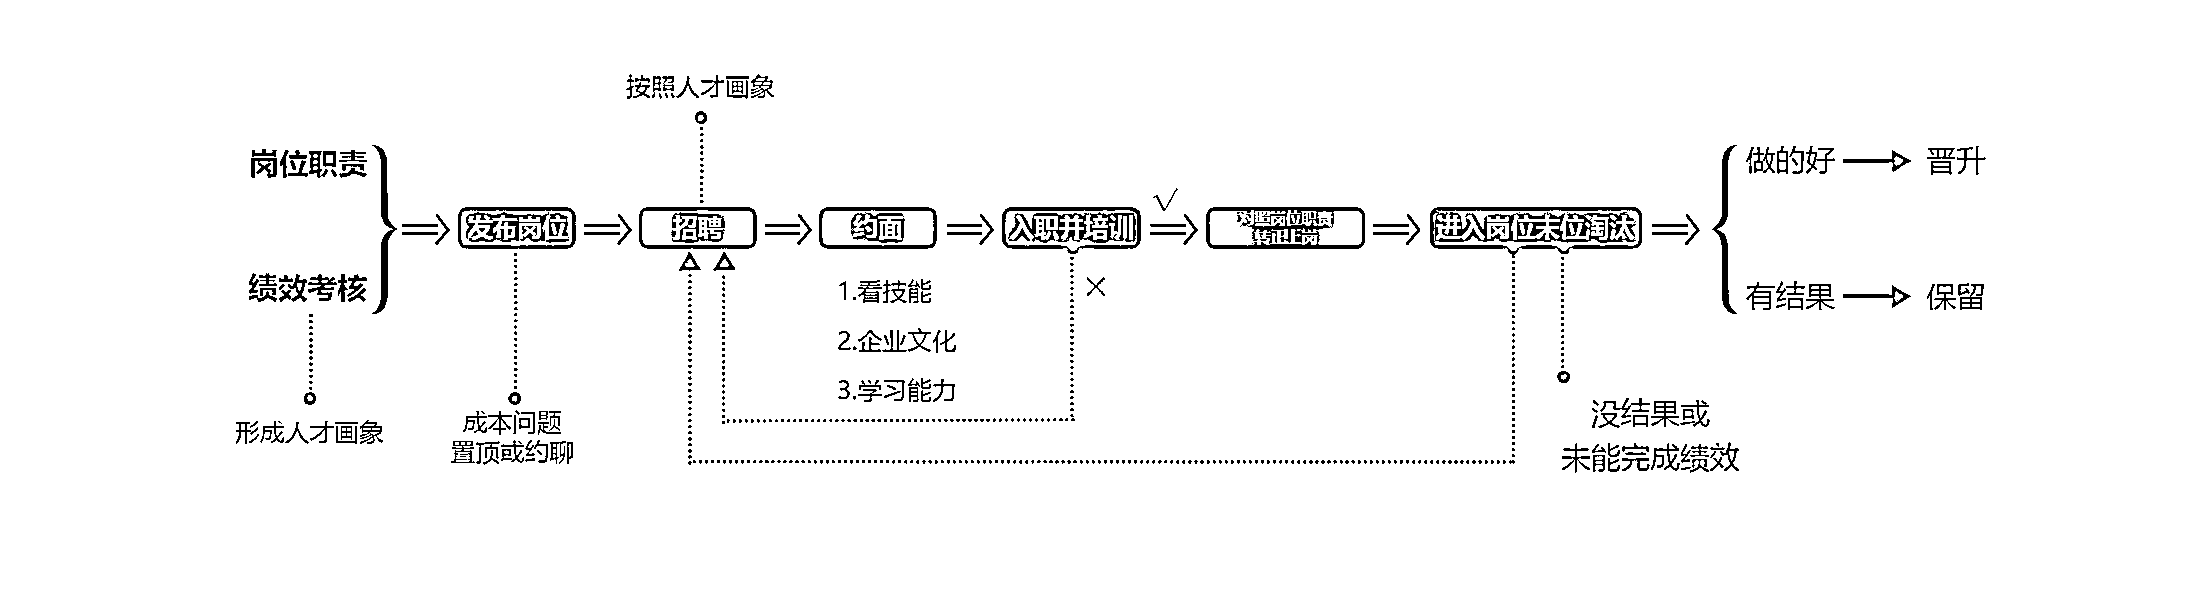 按照人才画象
岗位职责
绩效考核
形成人才画象
发布岗位
成本问题
置顶或约聊
招聘
约面
1.看技能
2.企业文化
3.学习能力
入职并培训
√
×
对照岗位职责
转正上岗
进入岗位末位淘汰
没结果或
未能完成绩效
做的好
晋升
有结果
保留